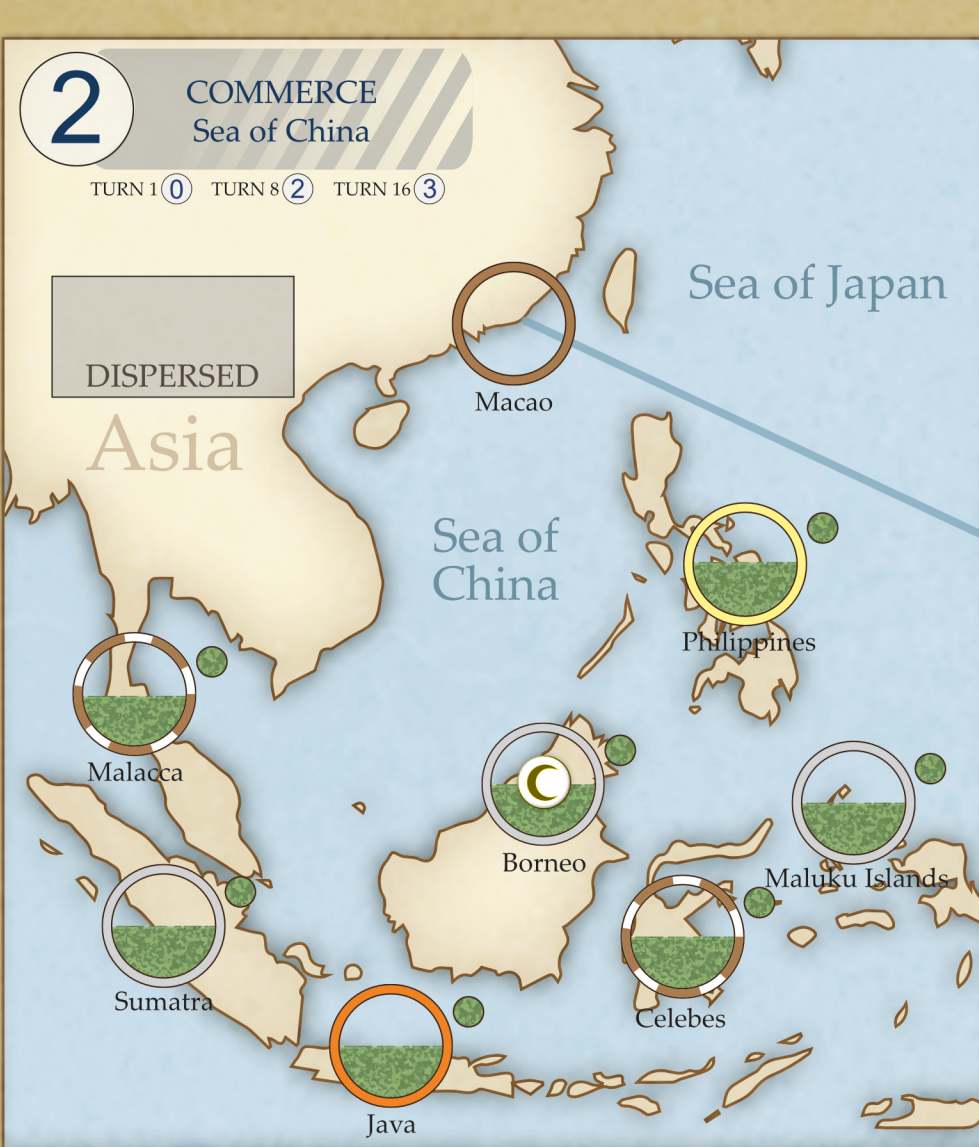 2
COMMERCE
Sea of China
TURN 1 0 TURN 8 2 TURN 16 3
Sea of Japan
DISPERSED
Macao
Asia
Sea of
China
Philippines
Malacca
Borneo
Maluku Islands
Sumatra
Celebes
Java